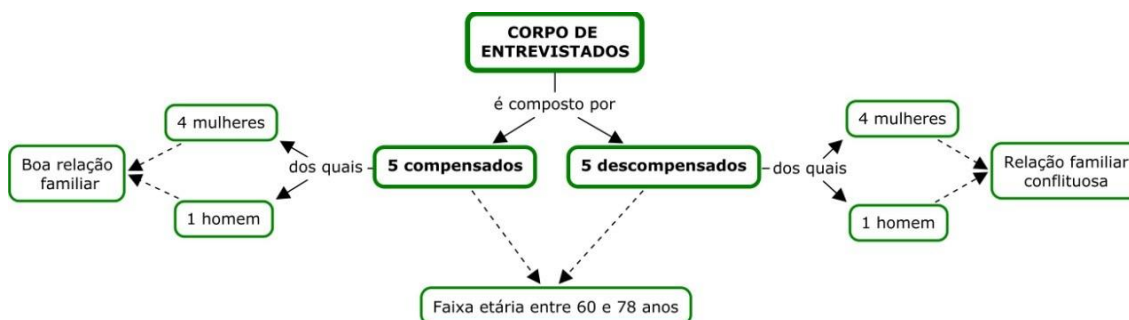 CORPO DE
ENTREVISTADOS
é composto por
4 mulheres
4 mulheres
Boa relação
familiar
dos quais
5 compensados
5 descompensados
dos quais
Relação familiar
conflituosa
1 homem
1 homem
Faixa etária entre 60 e 78 anos